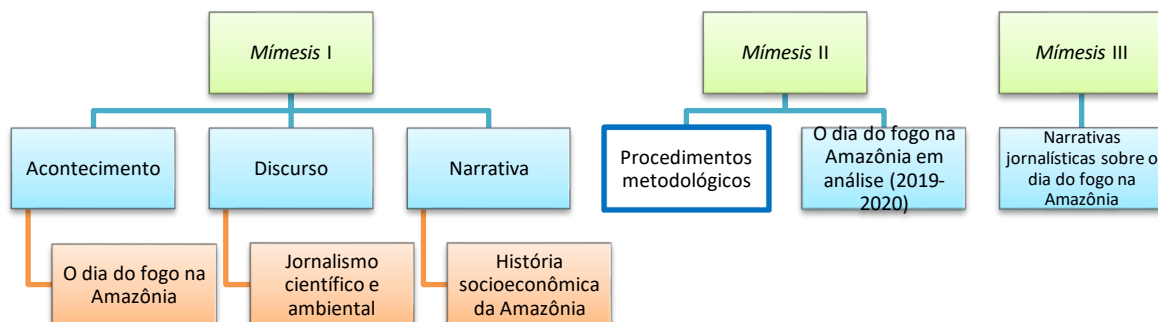 Mímesis I
Mímesis II
Mímesis III
Acontecimento
Discurso
Narrativa
Procedimentos
metodológicos
O dia do fogo na
Amazônia em
análise (2019-
2020)
Narrativas
jornalísticas sobre o
dia do fogo na
Amazônia
O dia do fogo na
Amazônia
Jornalismo
científico e
ambiental
História
socioeconômica
da Amazônia